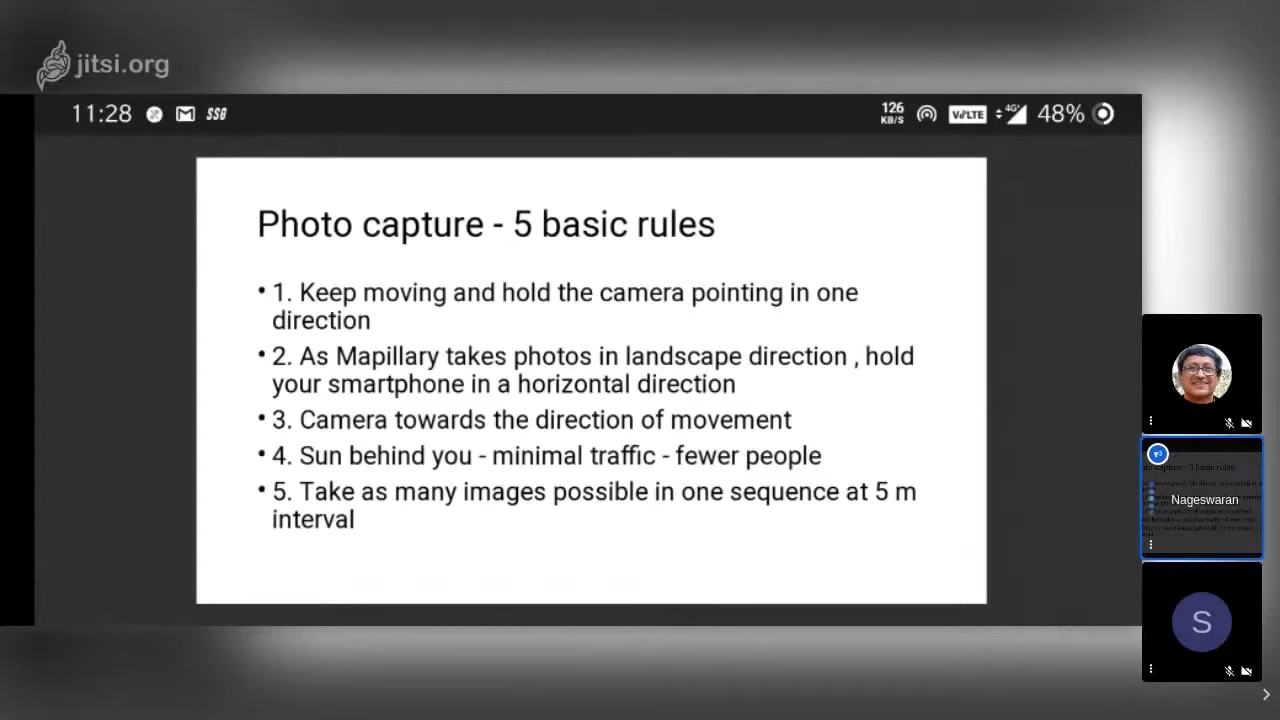 jitsi.org
11:28
126
KB/S
VoLTE
4G+
48%
Photo capture - 5 basic rules
• 1. Keep moving and hold the camera pointing in one
direction
• 2. As Mapillary takes photos in landscape direction , hold
your smartphone in a horizontal direction
• 3. Camera towards the direction of movement
• 4. Sun behind you - minimal traffic - fewer people
• 5. Take as many images possible in one sequence at 5 m
interval
Nageswaran
S